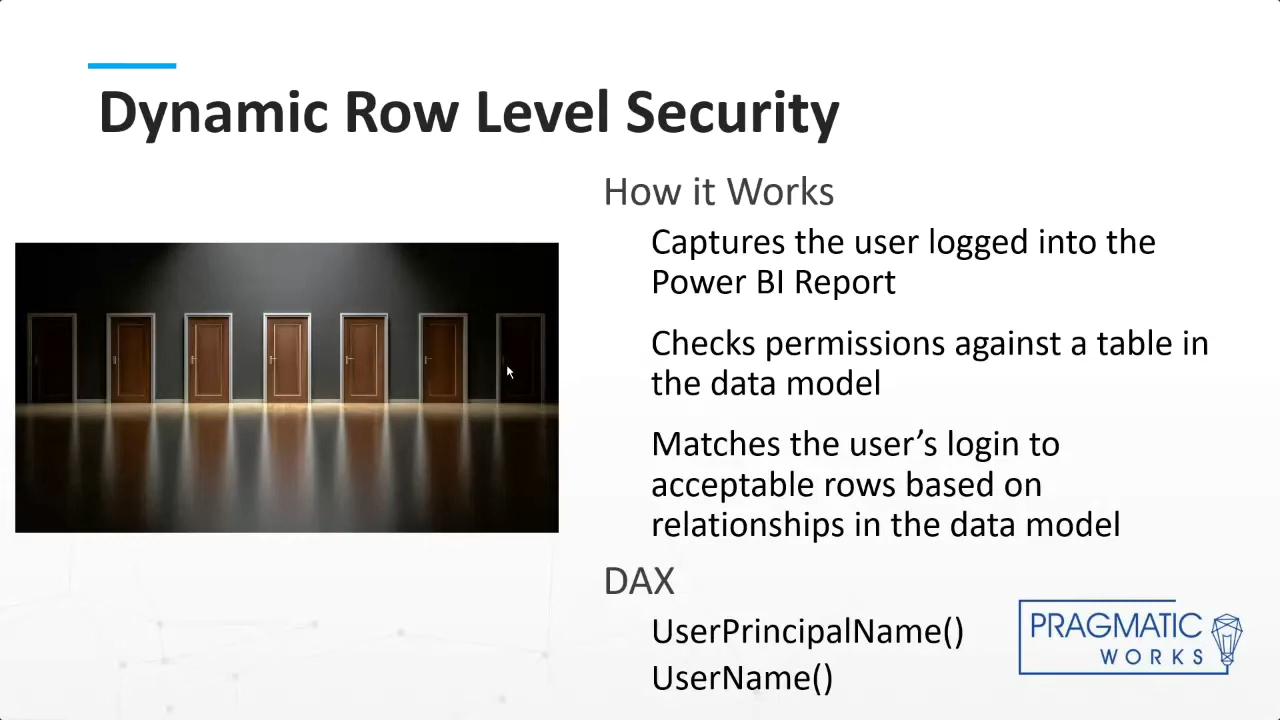 Dynamic Row Level Security
How it Works
Captures the user logged into the
Power BI Report
Checks permissions against a table in
the data model
Matches the user’s login to
acceptable rows based on
relationships in the data model
DAX
UserPrincipalName()
UserName()
PRAGMATIC
WORKS